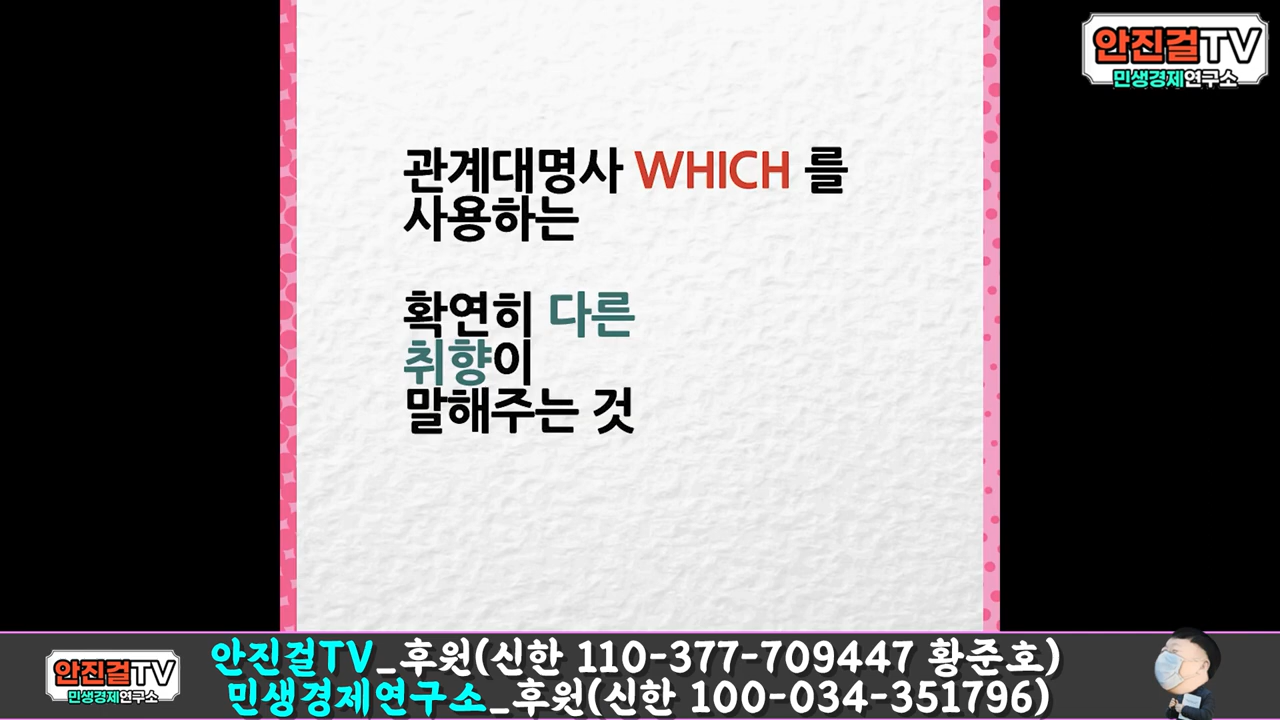 안진걸TV
민생경제연구소
관계대명사 WHICH 를
사용하는
확연히 다른
취향이
말해주는 것
안진걸TV
민생경제연구소
안진걸TV_후원(신한 110-377-709447 황준호)
민생경제연구소_후원(신한 100-034-351796)